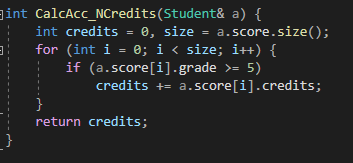 int CalcAcc_NCredits(Student& a) {
    int credits = 0, size = a.score.size();
    for (int i = 0; i < size; i++) {
        if (a.score[i].grade >= 5)
            credits += a.score[i].credits;
    }
    return credits;
}